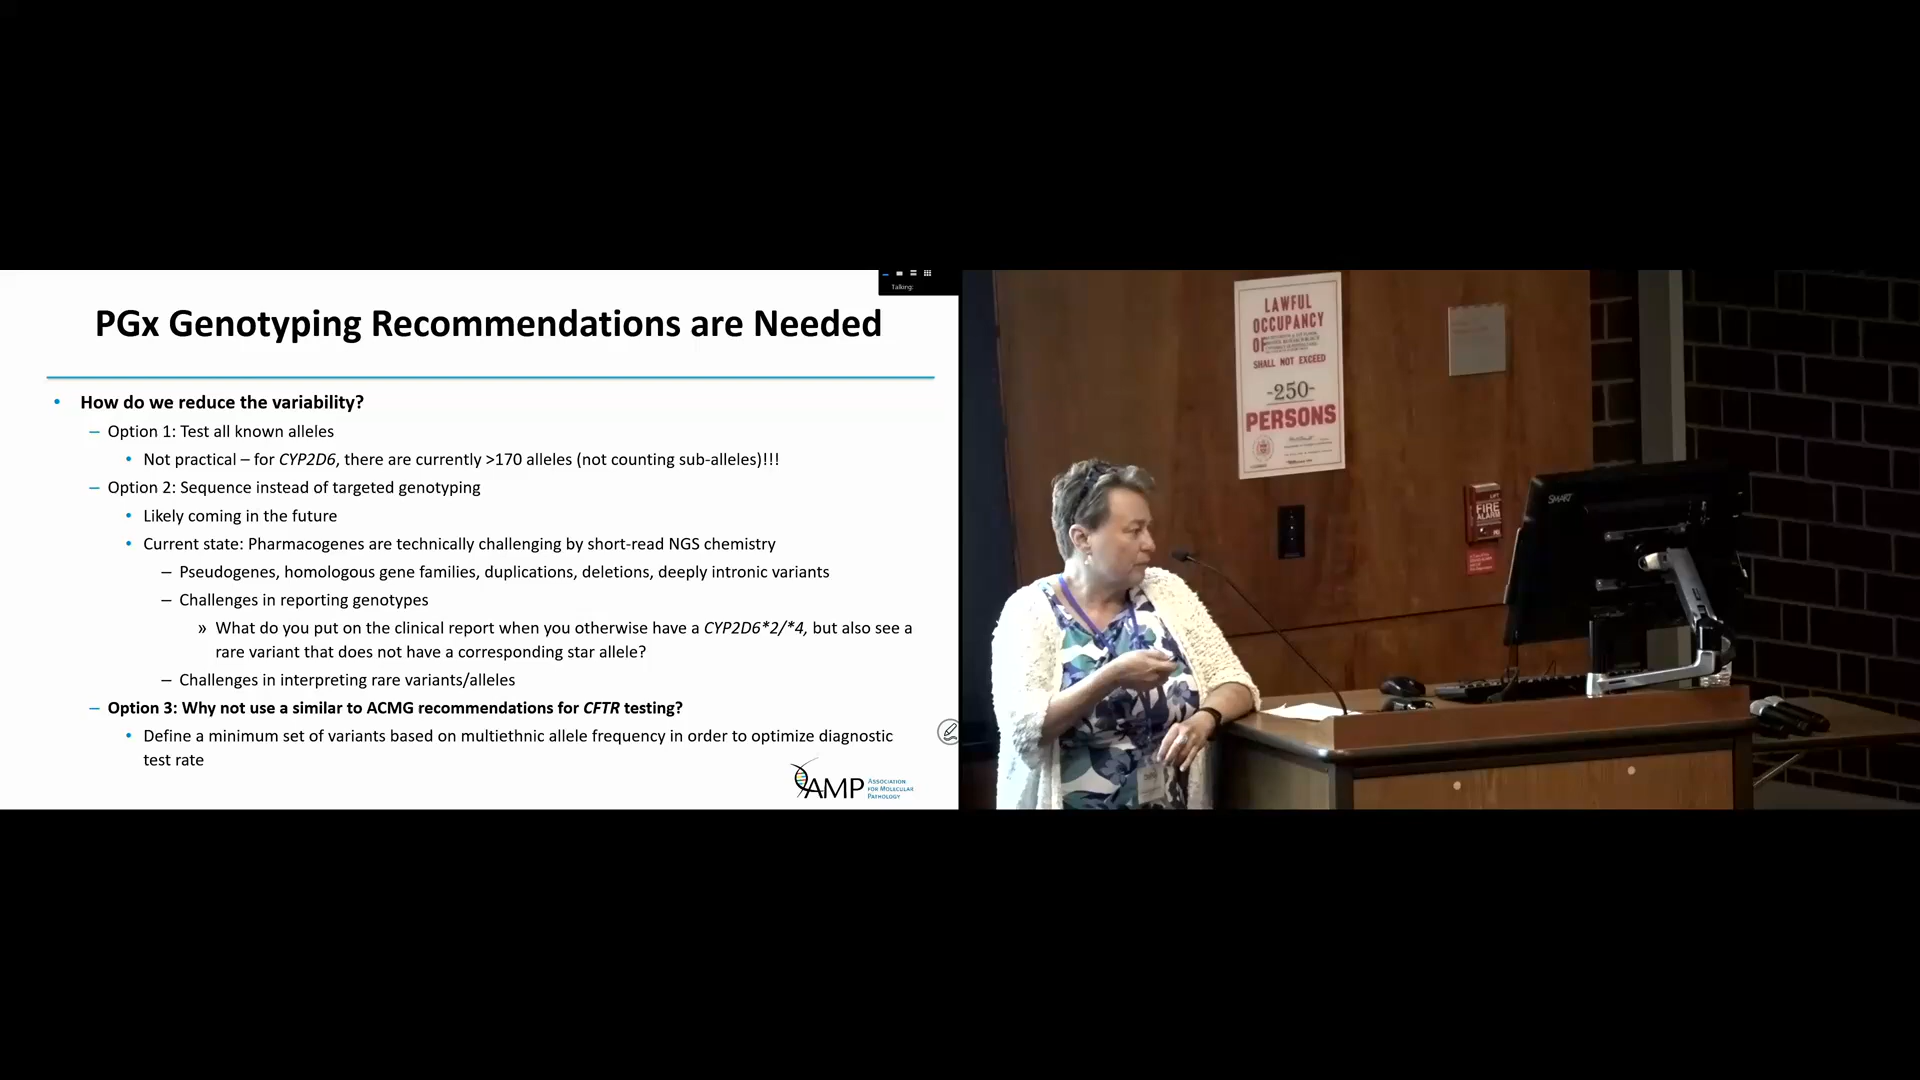 Talking:
PGx Genotyping Recommendations are Needed
• How do we reduce the variability?
– Option 1: Test all known alleles
• Not practical – for CYP2D6, there are currently >170 alleles (not counting sub-alleles)!!!
– Option 2: Sequence instead of targeted genotyping
• Likely coming in the future
• Current state: Pharmacogenes are technically challenging by short-read NGS chemistry
– Pseudogenes, homologous gene families, duplications, deletions, deeply intronic variants
– Challenges in reporting genotypes
» What do you put on the clinical report when you otherwise have a CYP2D6*2/*4, but also see a
rare variant that does not have a corresponding star allele?
– Challenges in interpreting rare variants/alleles
– Option 3: Why not use a similar to ACMG recommendations for CFTR testing?
• Define a minimum set of variants based on multiethnic allele frequency in order to optimize diagnostic
test rate
AMP
ASSOCIATION
FOR MOLECULAR
PATHOLOGY
LAWFUL
OCCUPANCY
OF
SHALL NOT EXCEED
-250-
PERSONS
SMART
FIRE
ALARM